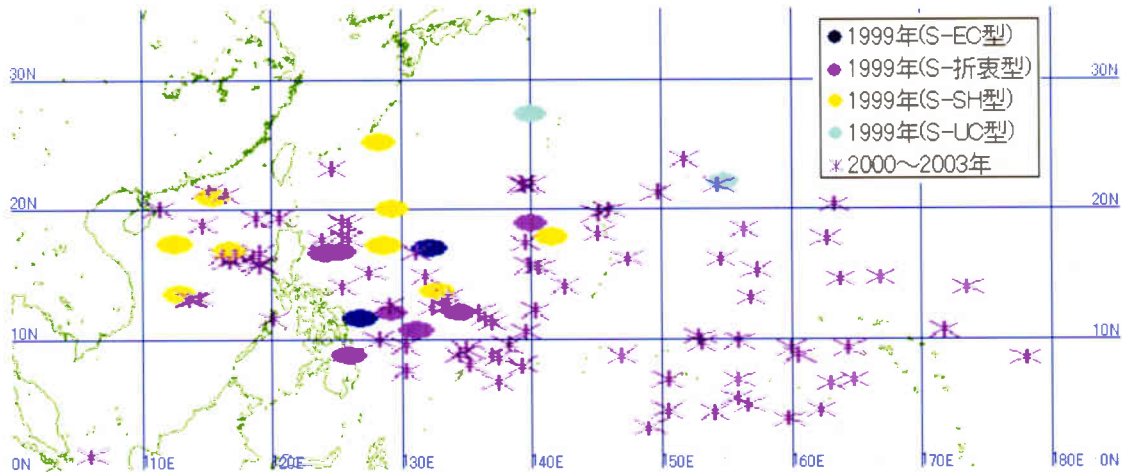 1999年(S-EC型)
1999年(S-折衷型)
1999年(S-SH型)
1999年(S-UC型)
2000～2003年
30N 30N
20N 20N
10N 10N
0N 110E 120E 130E 140E 150E 160E 170E 180E 0N